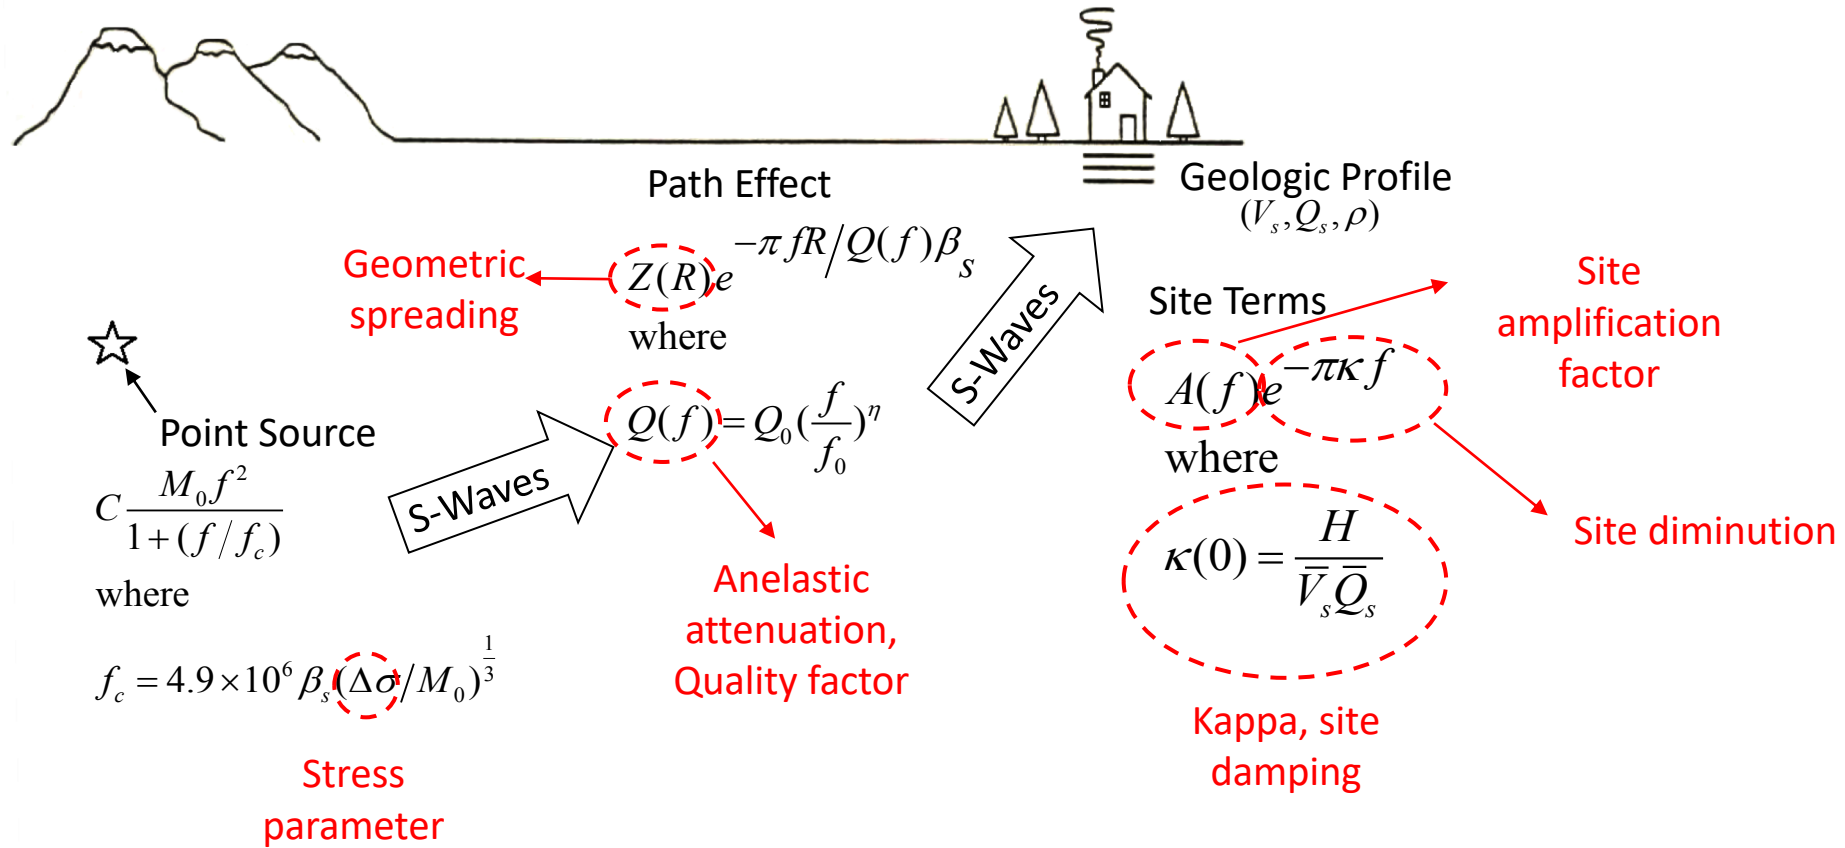 Path Effect
Geometric
spreading
Z(R)e^{-πfR/Q(f)β_s}
where
Q(f) = Q_0(f/f_0)^η
Anelastic
attenuation,
Quality factor
Point Source
C M_0 f^2 / 1+(f/f_c)
where
f_c = 4.9×10^6 β_s(Δσ/M_0)^{1/3}
Stress
parameter
S-Waves
S-Waves
Geologic Profile
(V_s, Q_s, ρ)
Site Terms
A(f)e^{-πκf}
where
κ(0) = H / V̄_s Q̄_s
Kappa, site
damping
Site
amplification
factor
Site diminution